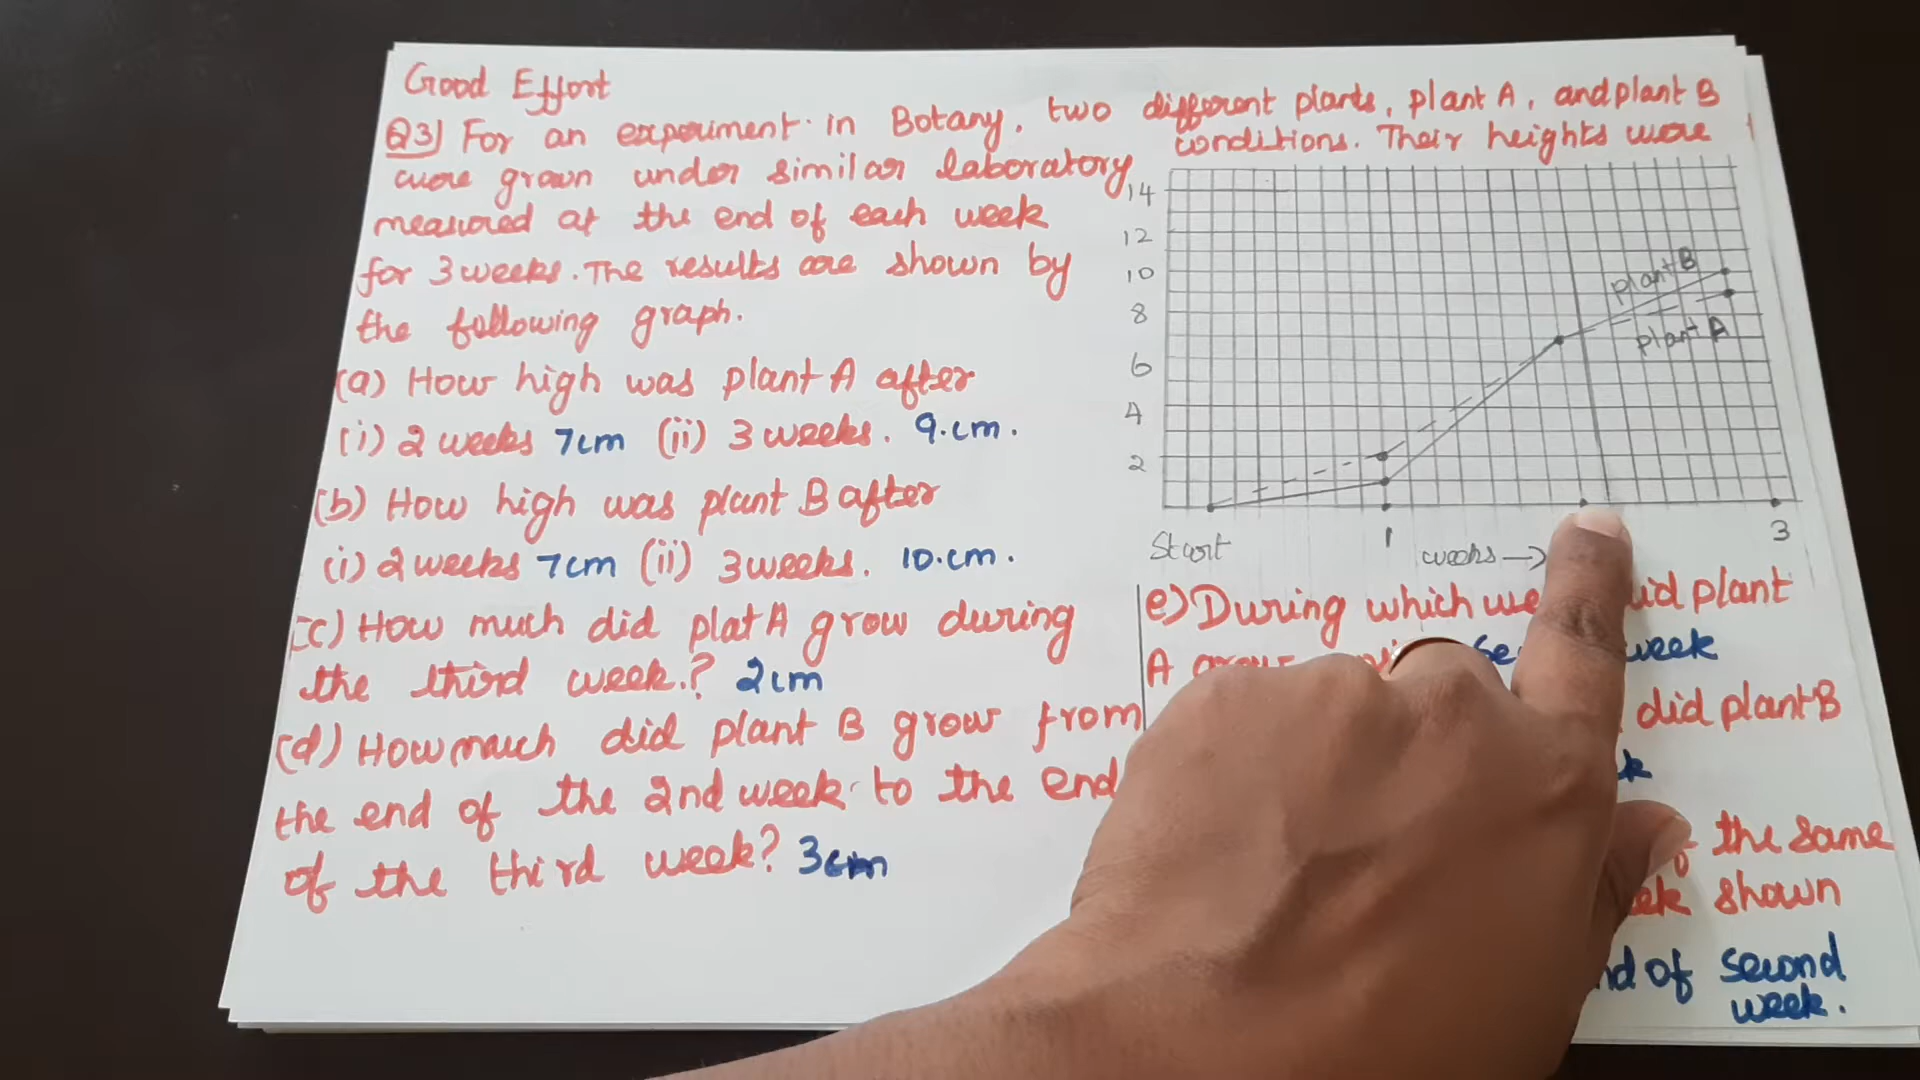 Good Effort
Q3) For an experiment in Botany, two different plants, plant A, and plant B
were grown under similar laboratory conditions. Their heights were
measured at the end of each week
for 3 weeks. The results are shown by
the following graph.
(a) How high was plant A after
(i) 2 weeks 7cm (ii) 3 weeks. 9.cm.
(b) How high was plant B after
(i) 2 weeks 7cm (ii) 3 weeks. 10.cm.
(c) How much did plat A grow during
the third week.? 2cm
(d) How much did plant B grow from
the end of the 2nd week to the end
of the third week? 3cm
14
12
10
8
6
4
2
plant B
plant A
Start
1
weeks →
3
e) During which did plant
A week
did plant B
the same
shown
of second
week.